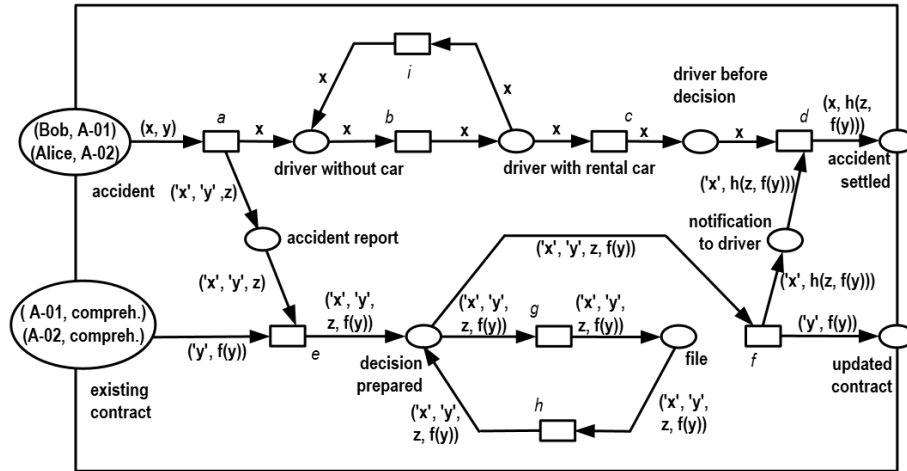 i
x
x
driver before
decision
(Bob, A-01)
(Alice, A-02)
(x, y)
a
x
x
b
x
x
c
x
x
d
(x, h(z,
f(y)))
accident
driver without car
driver with rental car
accident
settled
('x', 'y' ,z)
('x', h(z, f(y)))
accident report
notification
to driver
('x', 'y', z)
('x', 'y', z, f(y))
('x', h(z, f(y)))
( A-01, compreh.)
(A-02, compreh.)
('x', 'y',
z, f(y))
('x', 'y',
z, f(y))
g
('x', 'y',
z, f(y))
('y', f(y))
e
('y', f(y))
f
existing
contract
decision
prepared
file
updated
contract
('x', 'y',
z, f(y))
h
('x', 'y',
z, f(y))